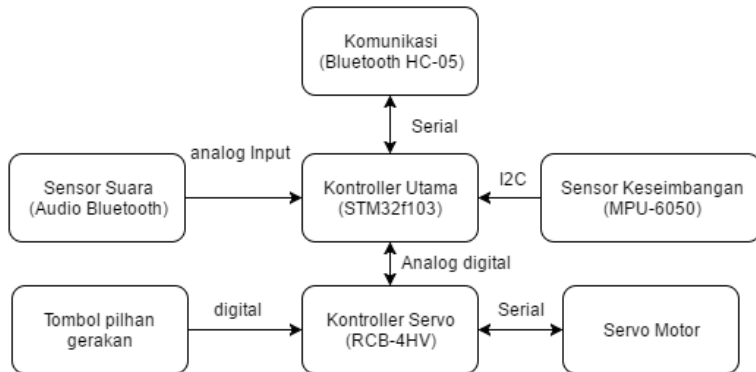 Komunikasi
(Bluetooth HC-05)
Serial
analog Input
Sensor Suara
(Audio Bluetooth)
Kontroller Utama
(STM32f103)
I2C
Sensor Keseimbangan
(MPU-6050)
Analog digital
Tombol pilhan
gerakan
digital
Kontroller Servo
(RCB-4HV)
Serial
Servo Motor